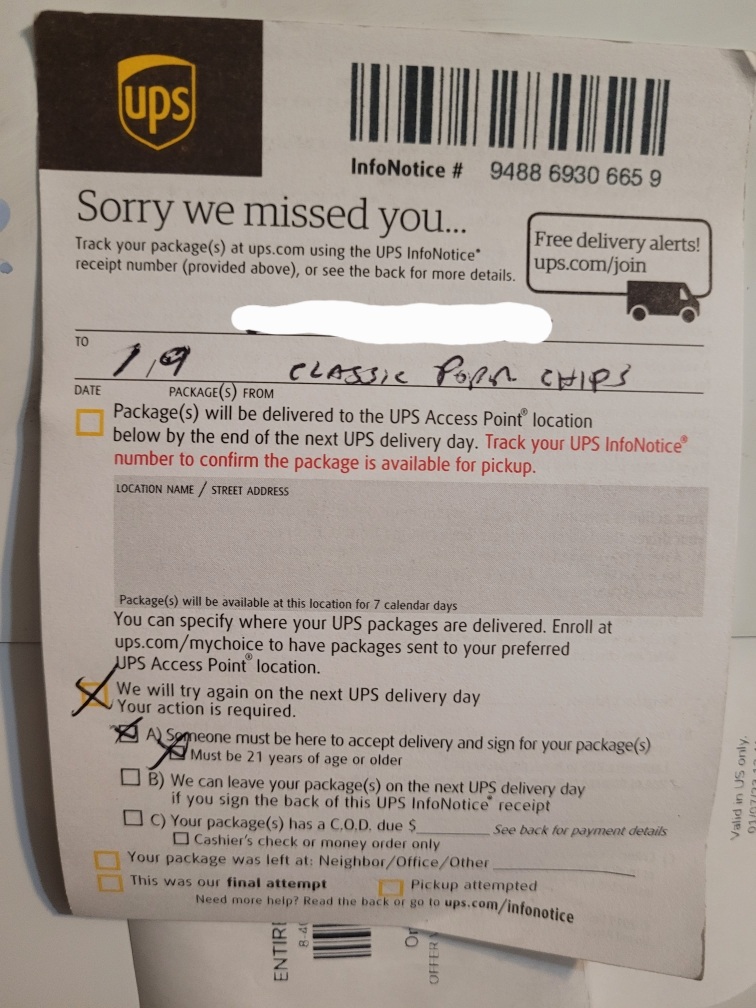 ups
InfoNotice # 9488 6930 665 9
Sorry we missed you...
Track your package(s) at ups.com using the UPS InfoNotice®
receipt number (provided above), or see the back for more details.
Free delivery alerts!
ups.com/join
TO
1,9 CLASSIC CHIPS
DATE PACKAGE(S) FROM
Package(s) will be delivered to the UPS Access Point® location
below by the end of the next UPS delivery day. Track your UPS InfoNotice®
number to confirm the package is available for pickup.
LOCATION NAME / STREET ADDRESS
Package(s) will be available at this location for 7 calendar days
You can specify where your UPS packages are delivered. Enroll at
ups.com/mychoice to have packages sent to your preferred
UPS Access Point® location.
We will try again on the next UPS delivery day
Your action is required.
A) Someone must be here to accept delivery and sign for your package(s)
Must be 21 years of age or older
B) We can leave your package(s) on the next UPS delivery day
if you sign the back of this UPS InfoNotice® receipt
C) Your package(s) has a C.O.D. due $ See back for payment details
Cashier's check or money order only
Your package was left at: Neighbor/Office/Other
This was our final attempt Pickup attempted
Need more help? Read the back or go to ups.com/infonotice
Valid in US only.
ENTIRE
OFFER